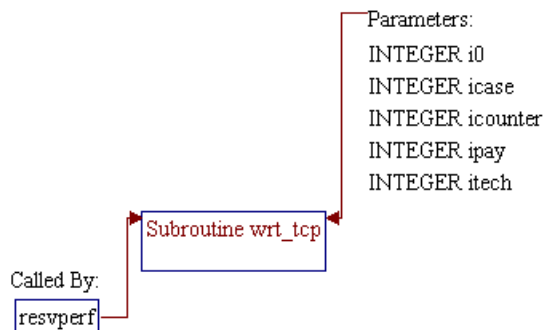 Parameters:
INTEGER i0
INTEGER icase
INTEGER icounter
INTEGER ipay
INTEGER itech
Subroutine wrt_tcp
Called By:
resvperf